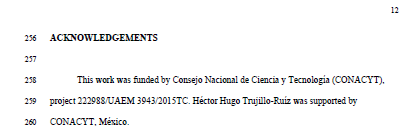 12
256 ACKNOWLEDGEMENTS
257
258 This work was funded by Consejo Nacional de Ciencia y Tecnología (CONACYT),
259 project 222988/UAEM 3943/2015TC. Héctor Hugo Trujillo-Ruíz was supported by
260 CONACYT, México.